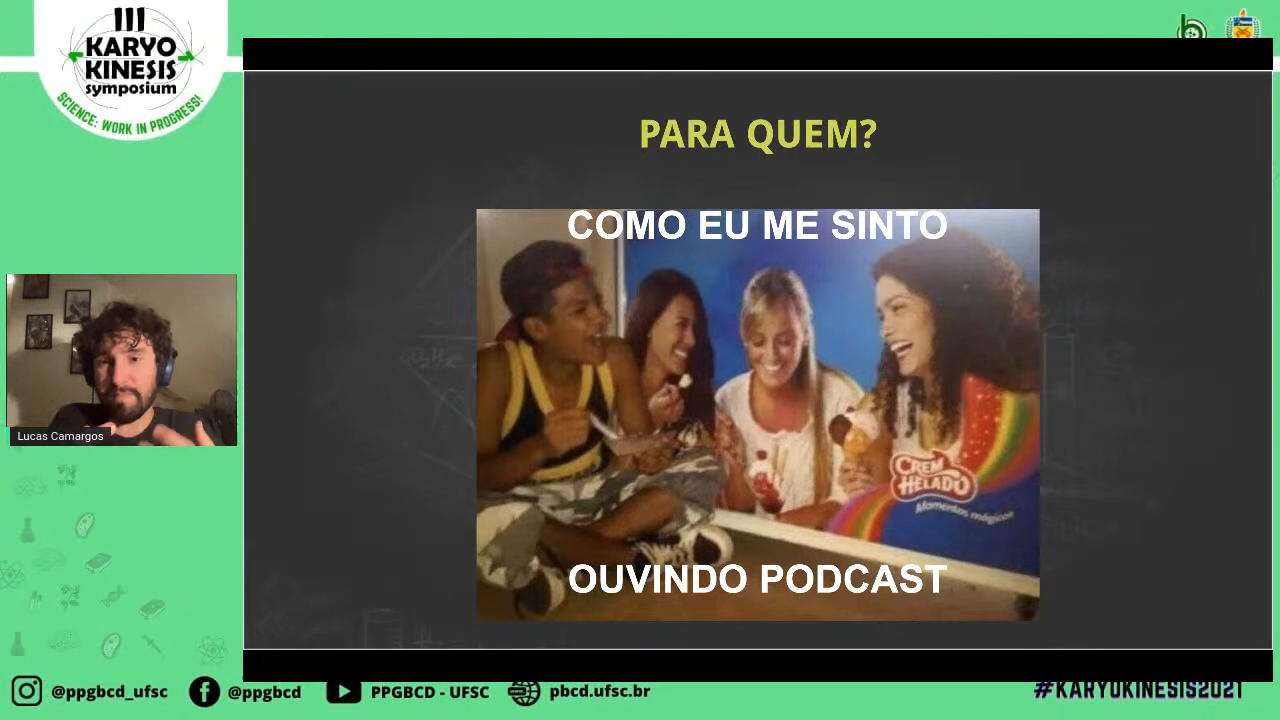 III
KARYO
KINESIS
symposium
SCIENCE: WORK IN PROGRESS!
PARA QUEM?
COMO EU ME SINTO
CREM
HELADO
Momentos mágicos
OUVINDO PODCAST
Lucas Camargos
@ppgbcd_ufsc
@ppgbcd
PPGBCD - UFSC
pbcd.ufsc.br
#KARYOKINESIS2021